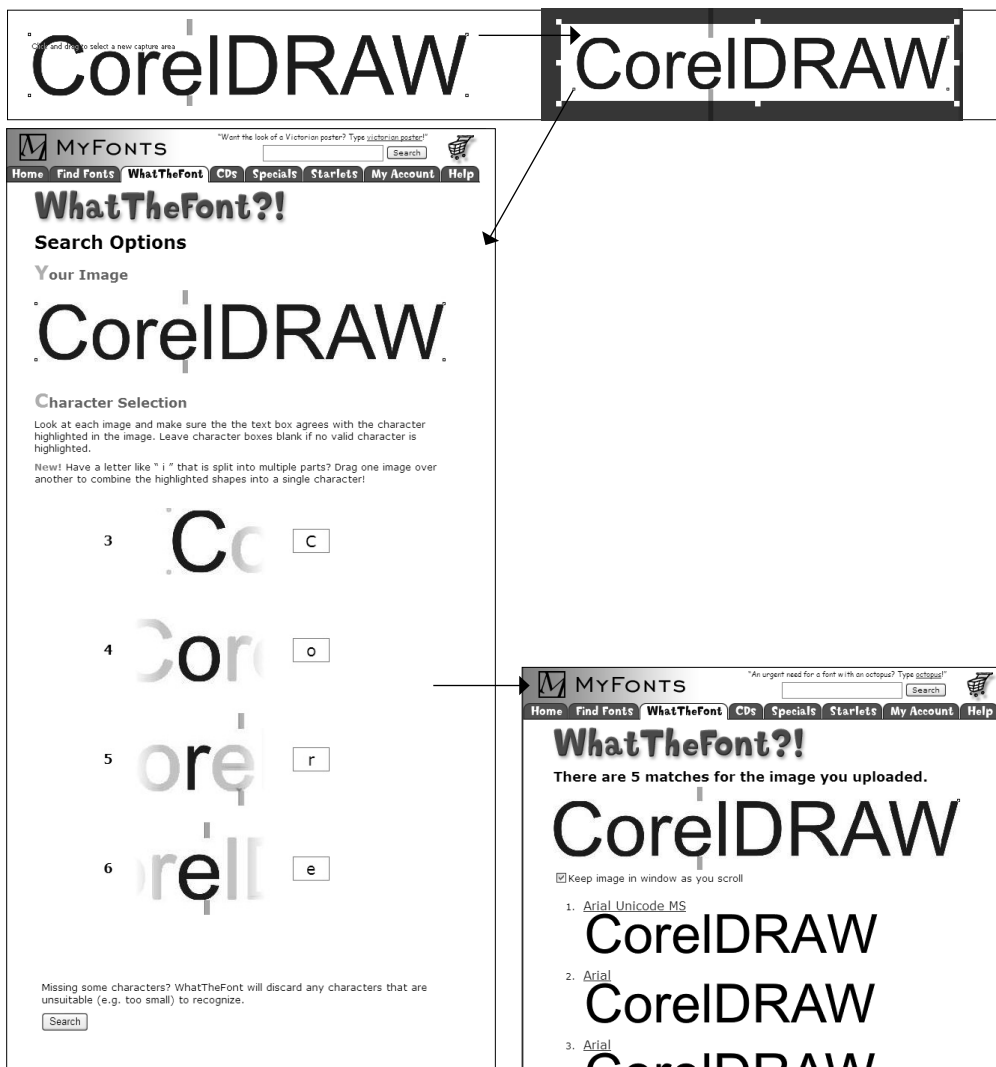 Click and drag to select a new capture area
CorelDRAW
CorelDRAW
MYFONTS
"Want the look of a Victorian poster? Type victorian poster!"
Search
Home Find Fonts WhatTheFont CDs Specials Starlets My Account Help
WhatTheFont?!
Search Options
Your Image
CorelDRAW
Character Selection
Look at each image and make sure the the text box agrees with the character
highlighted in the image. Leave character boxes blank if no valid character is
highlighted.
New! Have a letter like " i " that is split into multiple parts? Drag one image over
another to combine the highlighted shapes into a single character!
3 Co C
4 Cor o
5 ore r
6 orelD e
Missing some characters? WhatTheFont will discard any characters that are
unsuitable (e.g. too small) to recognize.
Search
MYFONTS
"An urgent need for a font with an octopus? Type octopus!"
Search
Home Find Fonts WhatTheFont CDs Specials Starlets My Account Help
WhatTheFont?!
There are 5 matches for the image you uploaded.
CorelDRAW
Keep image in window as you scroll
1. Arial Unicode MS
CorelDRAW
2. Arial
CorelDRAW
3. Arial
CorelDRAW